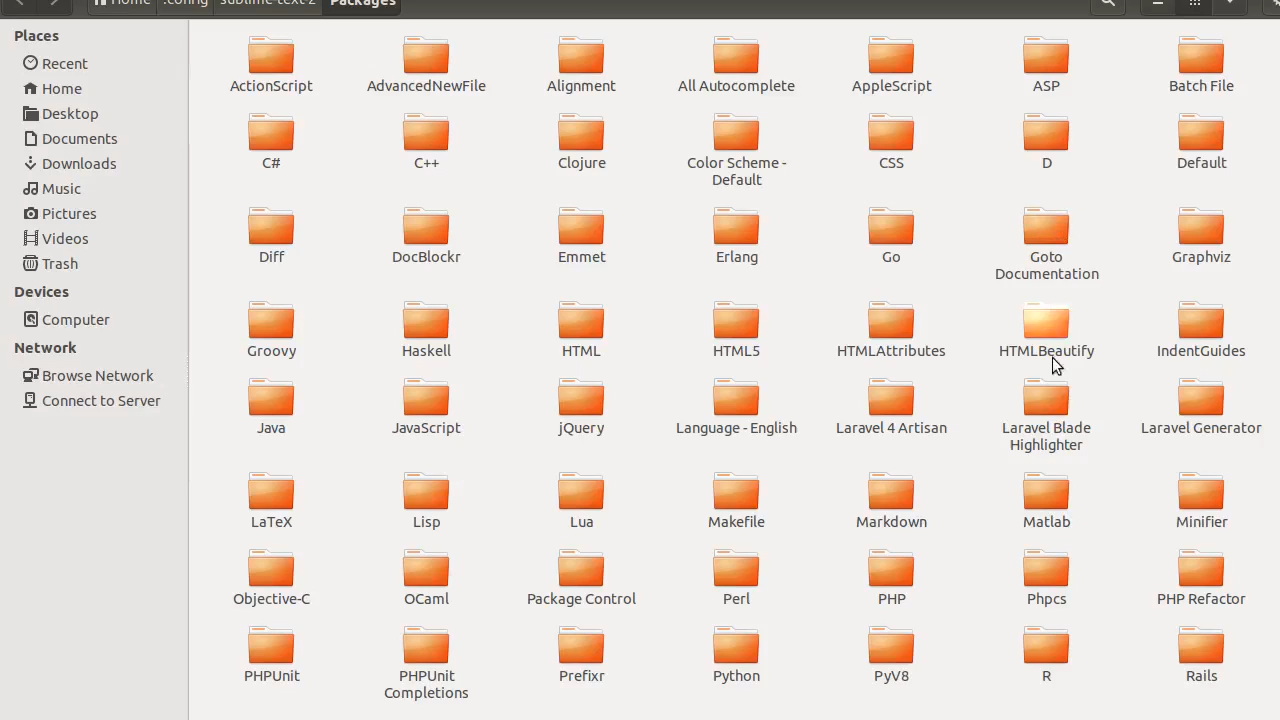 Home .config sublime-text-2 Packages
Places
Recent
Home
Desktop
Documents
Downloads
Music
Pictures
Videos
Trash
Devices
Computer
Network
Browse Network
Connect to Server
ActionScript AdvancedNewFile Alignment All Autocomplete AppleScript ASP Batch File
C# C++ Clojure Color Scheme - CSS D Default
Default
Diff DocBlockr Emmet Erlang Go Goto Graphviz
Documentation
Groovy Haskell HTML HTML5 HTMLAttributes HTMLBeautify IndentGuides
Java JavaScript jQuery Language - English Laravel 4 Artisan Laravel Blade Laravel Generator
Highlighter
LaTeX Lisp Lua Makefile Markdown Matlab Minifier
Objective-C OCaml Package Control Perl PHP Phpcs PHP Refactor
PHPUnit PHPUnit Prefixr Python PyV8 R Rails
Completions